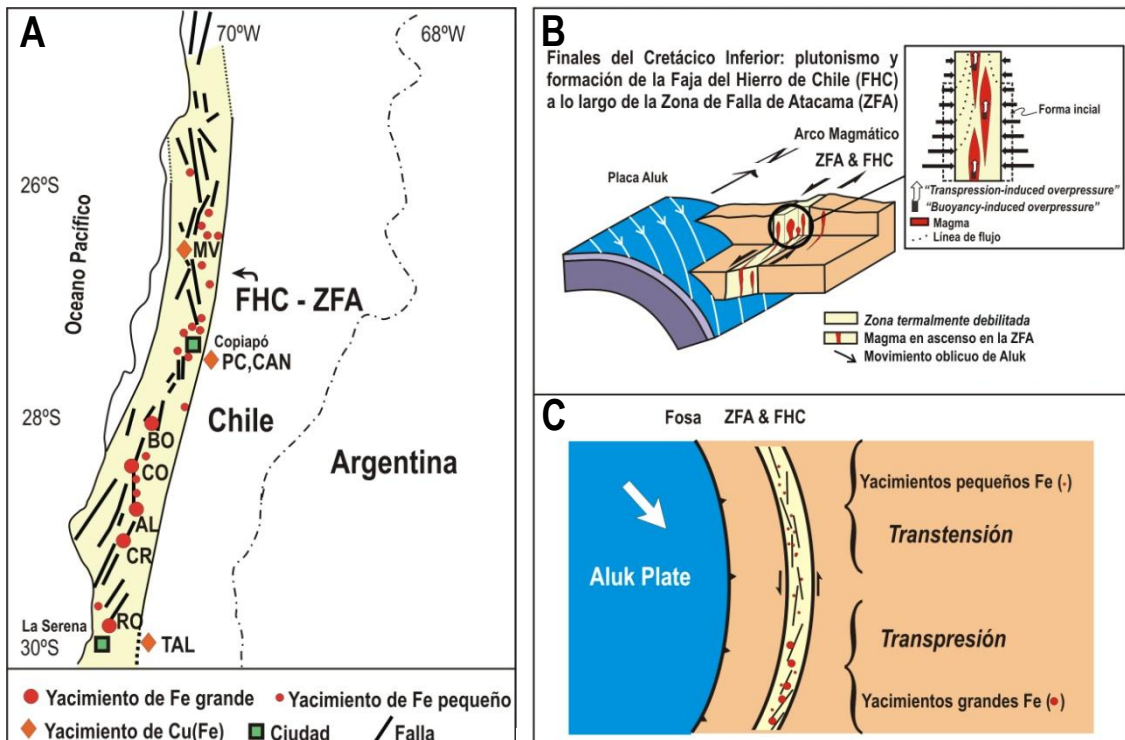 A
70ºW
68ºW
26ºS
Oceano Pacífico
MV
FHC - ZFA
Copiapó
PC,CAN
28ºS
Chile
BO
CO
Argentina
AL
CR
RO
La Serena
30ºS
TAL
Yacimiento de Fe grande
Yacimiento de Fe pequeño
Yacimiento de Cu(Fe)
Ciudad
Falla
B
Finales del Cretácico Inferior: plutonismo y
formación de la Faja del Hierro de Chile (FHC)
a lo largo de la Zona de Falla de Atacama (ZFA)
Forma incial
"Transpression-induced overpressure"
"Buoyancy-induced overpressure"
Magma
Línea de flujo
Arco Magmático
ZFA & FHC
Placa Aluk
Zona termalmente debilitada
Magma en ascenso en la ZFA
Movimiento oblicuo de Aluk
C
Fosa
ZFA & FHC
Yacimientos pequeños Fe (·)
Transtensión
Aluk Plate
Transpresión
Yacimientos grandes Fe (●)